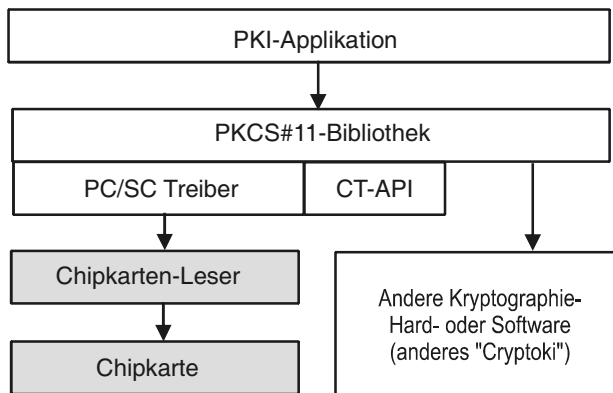 PKI-Applikation
PKCS#11-Bibliothek
PC/SC Treiber
CT-API
Chipkarten-Leser
Chipkarte
Andere Kryptographie-
Hard- oder Software
(anderes "Cryptoki")